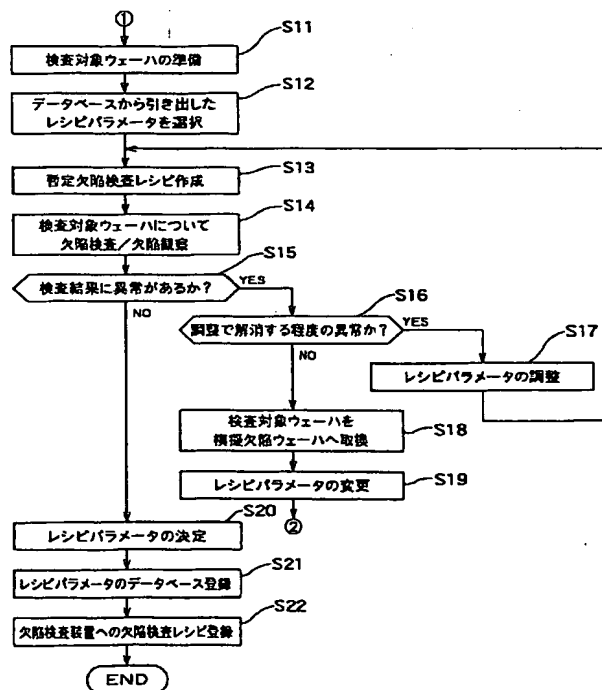 ①
S11
検査対象ウェーハの準備
S12
データベースから引き出した
レシピパラメータを選択
S13
暫定欠陥検査レシピ作成
S14
検査対象ウェーハについて
欠陥検査/欠陥観察
S15
検査結果に異常があるか?
YES
NO
S16
調整で解消する程度の異常か?
YES
NO
S17
レシピパラメータの調整
検査対象ウェーハを
模擬欠陥ウェーハへ取換
S18
レシピパラメータの変更
S19
②
S20
レシピパラメータの決定
S21
レシピパラメータのデータベース登録
S22
欠陥検査装置への欠陥検査レシピ登録
END